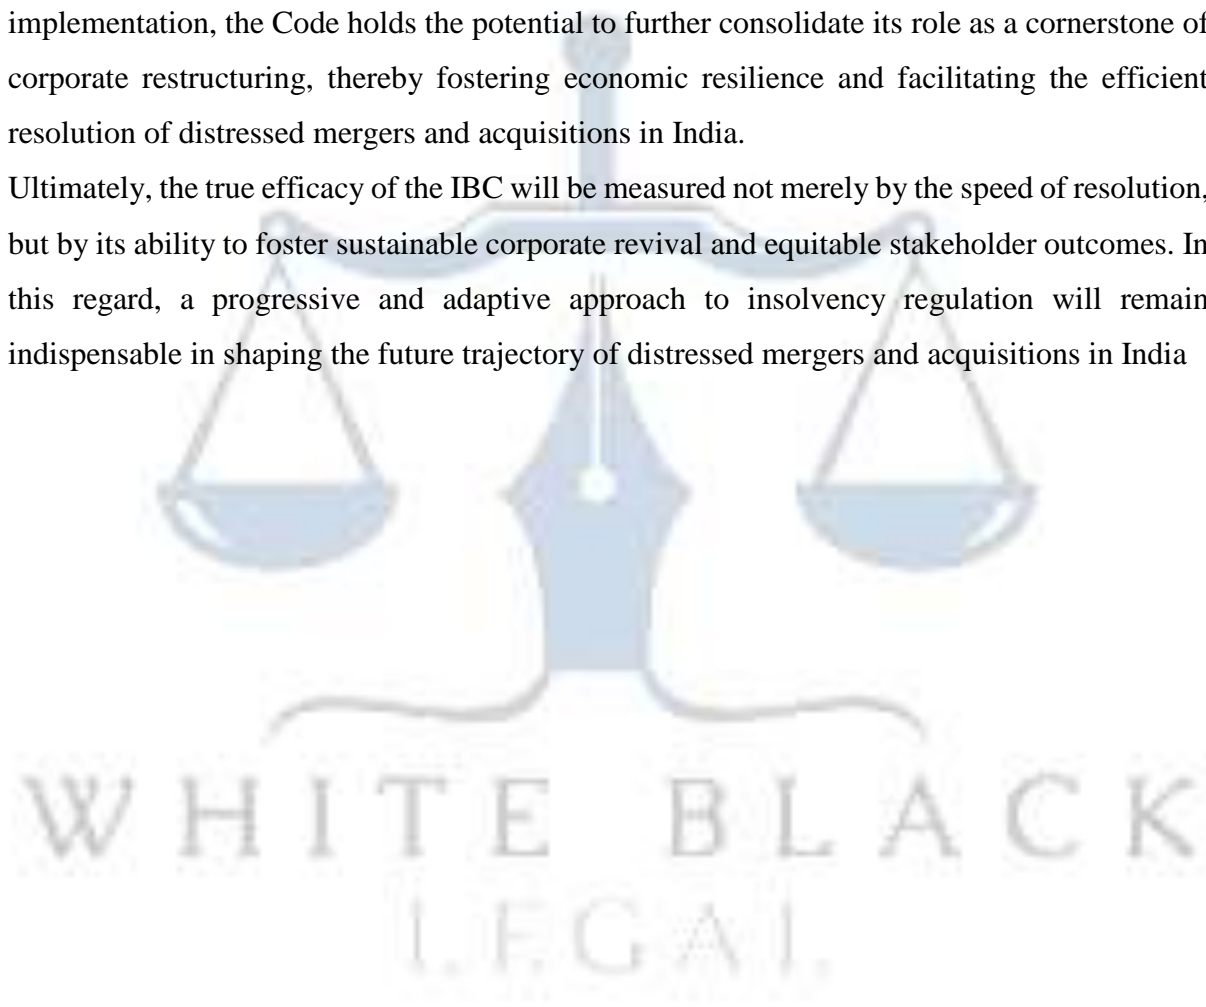 implementation, the Code holds the potential to further consolidate its role as a cornerstone of
corporate restructuring, thereby fostering economic resilience and facilitating the efficient
resolution of distressed mergers and acquisitions in India.
Ultimately, the true efficacy of the IBC will be measured not merely by the speed of resolution,
but by its ability to foster sustainable corporate revival and equitable stakeholder outcomes. In
this regard, a progressive and adaptive approach to insolvency regulation will remain
indispensable in shaping the future trajectory of distressed mergers and acquisitions in India
WHITE BLACK
LEGAL